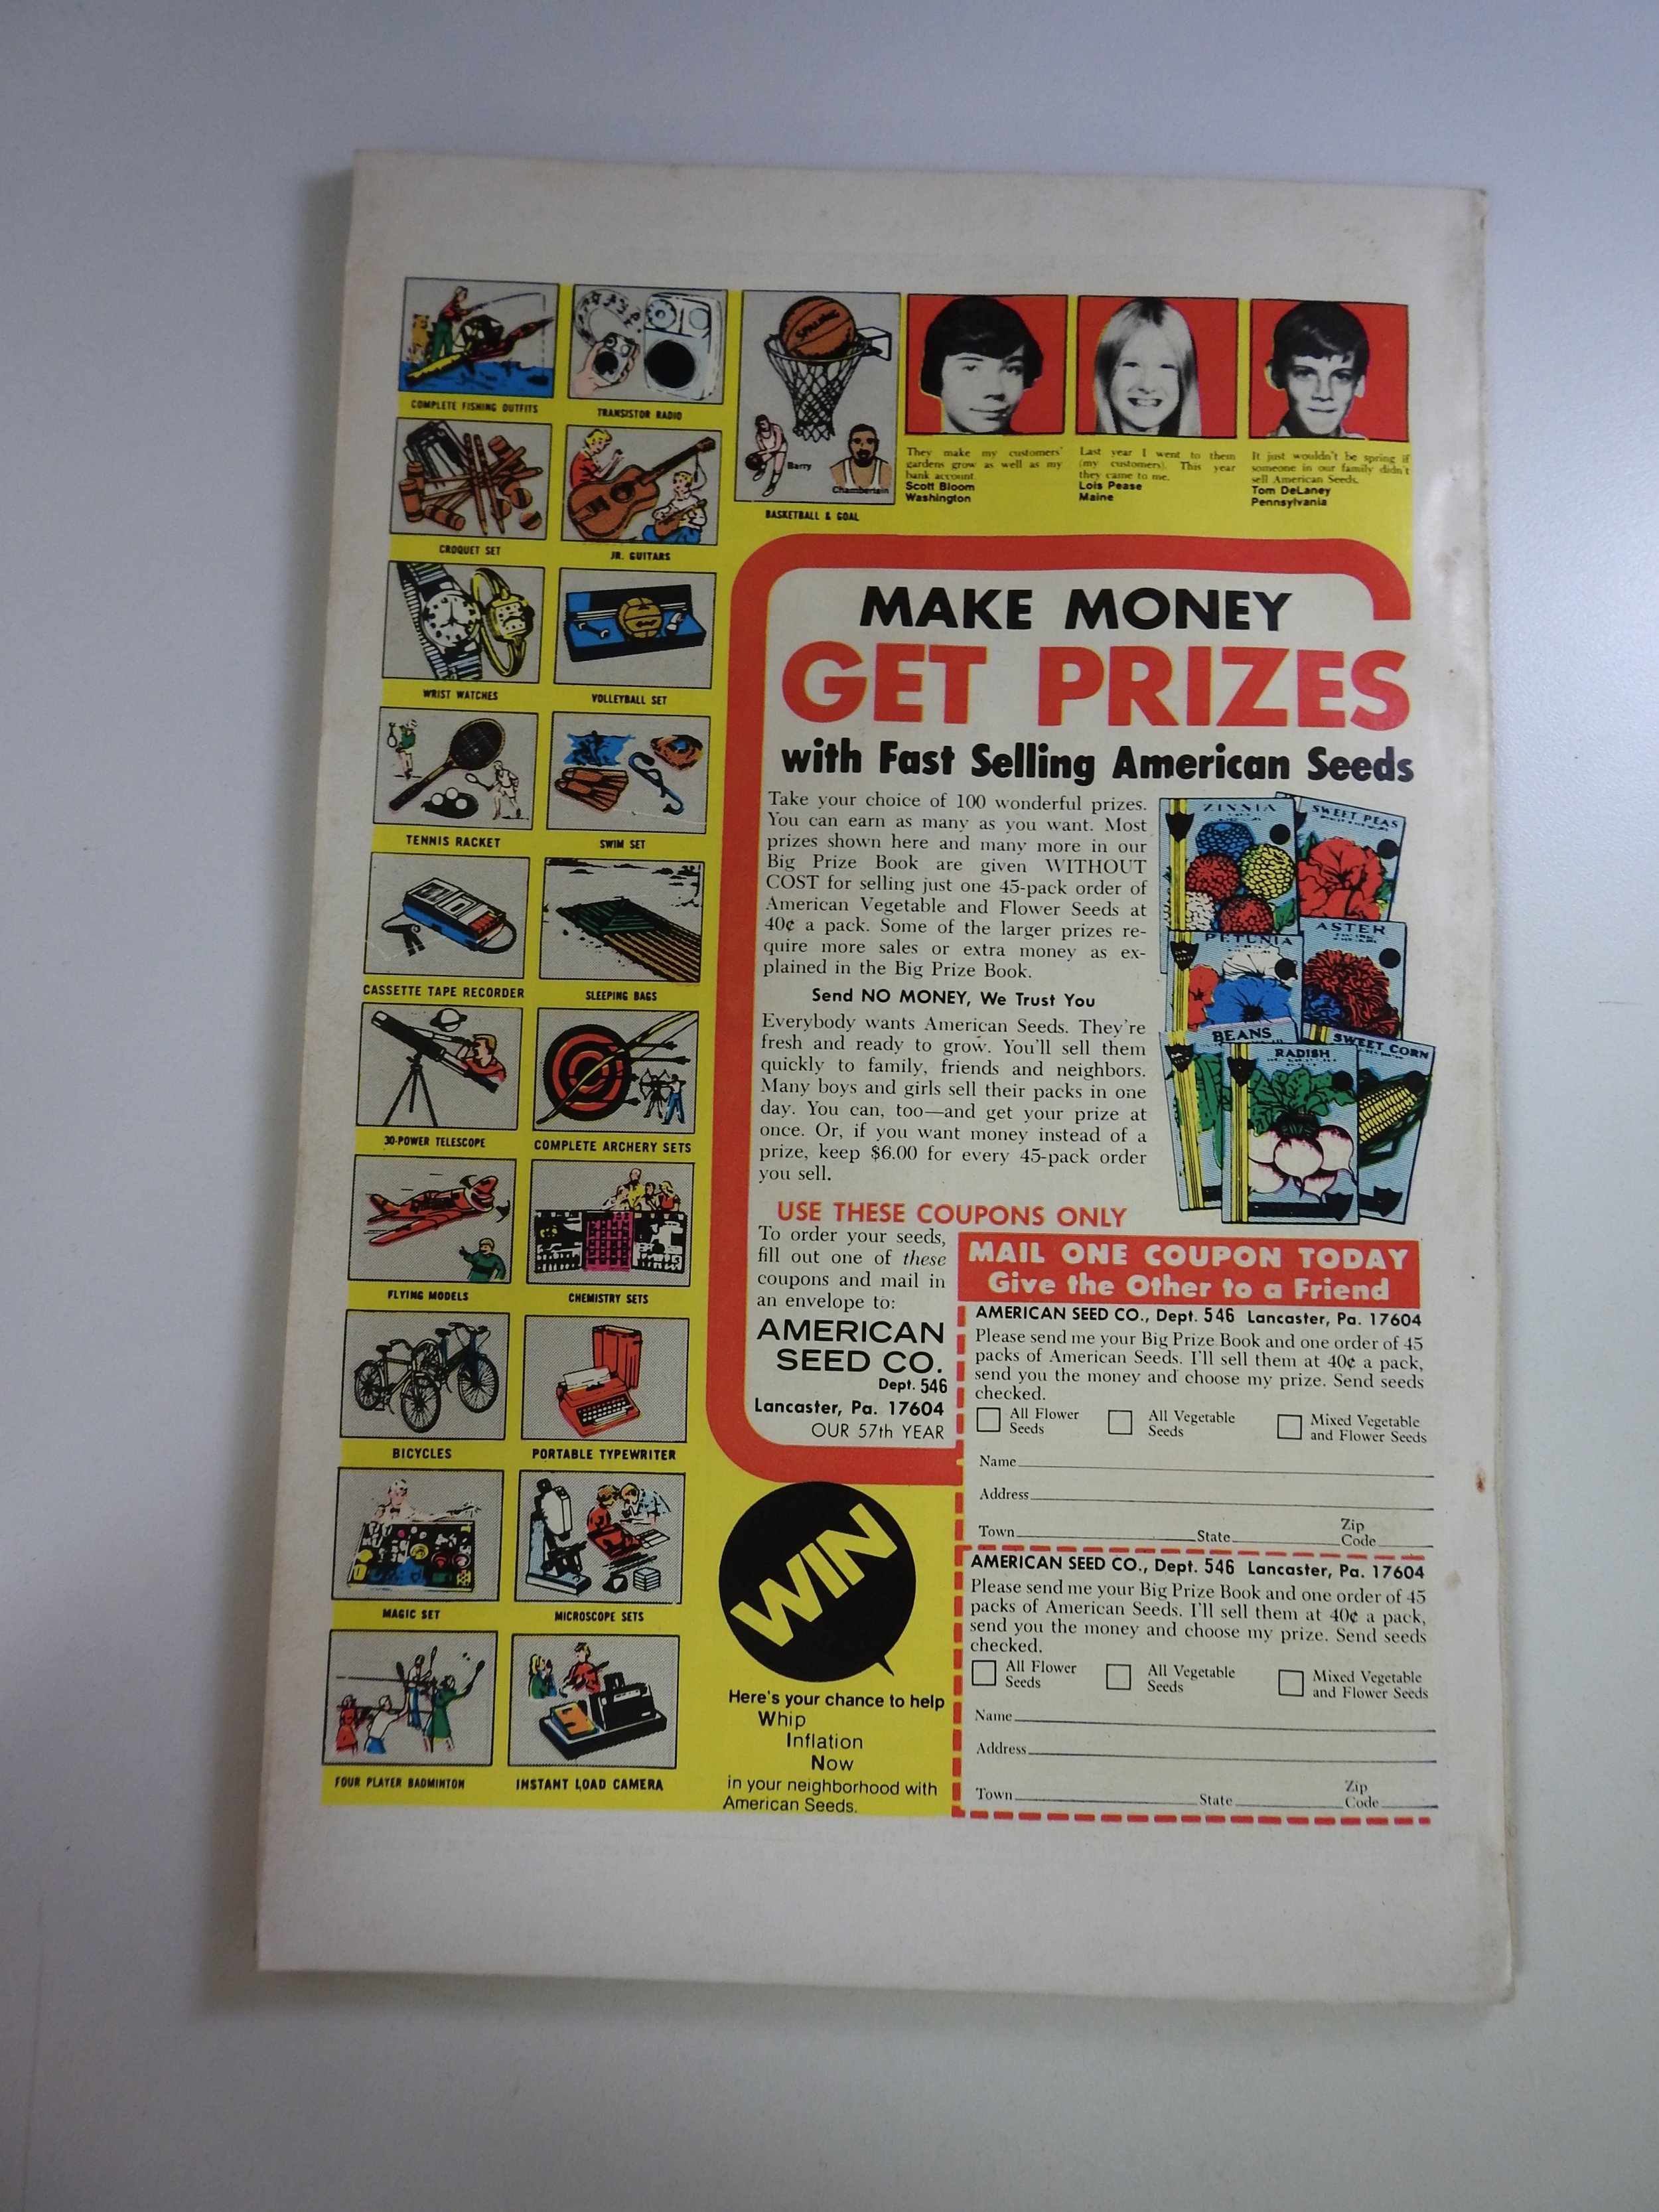 COMPLETE FISHING OUTFITS
TRANSISTOR RADIO
SPALDING
Barry
Chamberlain
BASKETBALL & GOAL
CROQUET SET
JR. GUITARS
WRIST WATCHES
VOLLEYBALL SET
TENNIS RACKET
SWIM SET
CASSETTE TAPE RECORDER
SLEEPING BAGS
30-POWER TELESCOPE
COMPLETE ARCHERY SETS
FLYING MODELS
CHEMISTRY SETS
BICYCLES
PORTABLE TYPEWRITER
MAGIC SET
MICROSCOPE SETS
FOUR PLAYER BADMINTON
INSTANT LOAD CAMERA
They make my customers'
gardens grow as well as my
bank account.
Scott Bloom
Washington
Last year I went to them
(my customers). This year
they came to me.
Lois Pease
Maine
It just wouldn't be spring if
someone in our family didn't
sell American Seeds.
Tom DeLaney
Pennsylvania
MAKE MONEY
GET PRIZES
with Fast Selling American Seeds
Take your choice of 100 wonderful prizes.
You can earn as many as you want. Most
prizes shown here and many more in our
Big Prize Book are given WITHOUT
COST for selling just one 45-pack order of
American Vegetable and Flower Seeds at
40¢ a pack. Some of the larger prizes re-
quire more sales or extra money as ex-
plained in the Big Prize Book.
Send NO MONEY, We Trust You
Everybody wants American Seeds. They're
fresh and ready to grow. You'll sell them
quickly to family, friends and neighbors.
Many boys and girls sell their packs in one
day. You can, too—and get your prize at
once. Or, if you want money instead of a
prize, keep $6.00 for every 45-pack order
you sell.
ZINNIA
SWEET PEAS
PETUNIA
ASTER
BEANS
RADISH
SWEET CORN
USE THESE COUPONS ONLY
To order your seeds,
fill out one of these
coupons and mail in
an envelope to:
AMERICAN
SEED CO.
Dept. 546
Lancaster, Pa. 17604
OUR 57th YEAR
MAIL ONE COUPON TODAY
Give the Other to a Friend
AMERICAN SEED CO., Dept. 546 Lancaster, Pa. 17604
Please send me your Big Prize Book and one order of 45
packs of American Seeds. I'll sell them at 40¢ a pack,
send you the money and choose my prize. Send seeds
checked.
All Flower Seeds
All Vegetable Seeds
Mixed Vegetable and Flower Seeds
Name
Address
Town State Zip Code
AMERICAN SEED CO., Dept. 546 Lancaster, Pa. 17604
Please send me your Big Prize Book and one order of 45
packs of American Seeds. I'll sell them at 40¢ a pack,
send you the money and choose my prize. Send seeds
checked.
All Flower Seeds
All Vegetable Seeds
Mixed Vegetable and Flower Seeds
Name
Address
Town State Zip Code
WIN
Here's your chance to help
Whip
Inflation
Now
in your neighborhood with
American Seeds.